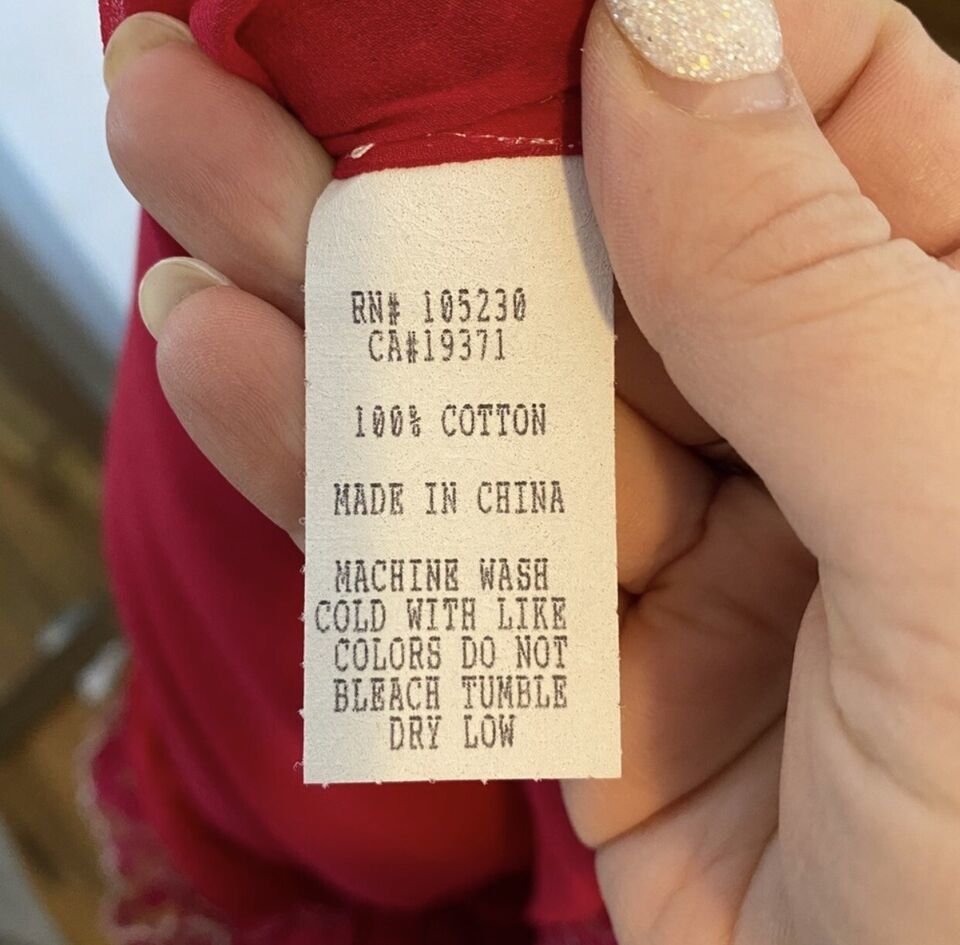 RN# 105230
CA#19371
100% COTTON
MADE IN CHINA
MACHINE WASH
COLD WITH LIKE
COLORS DO NOT
BLEACH TUMBLE
DRY LOW